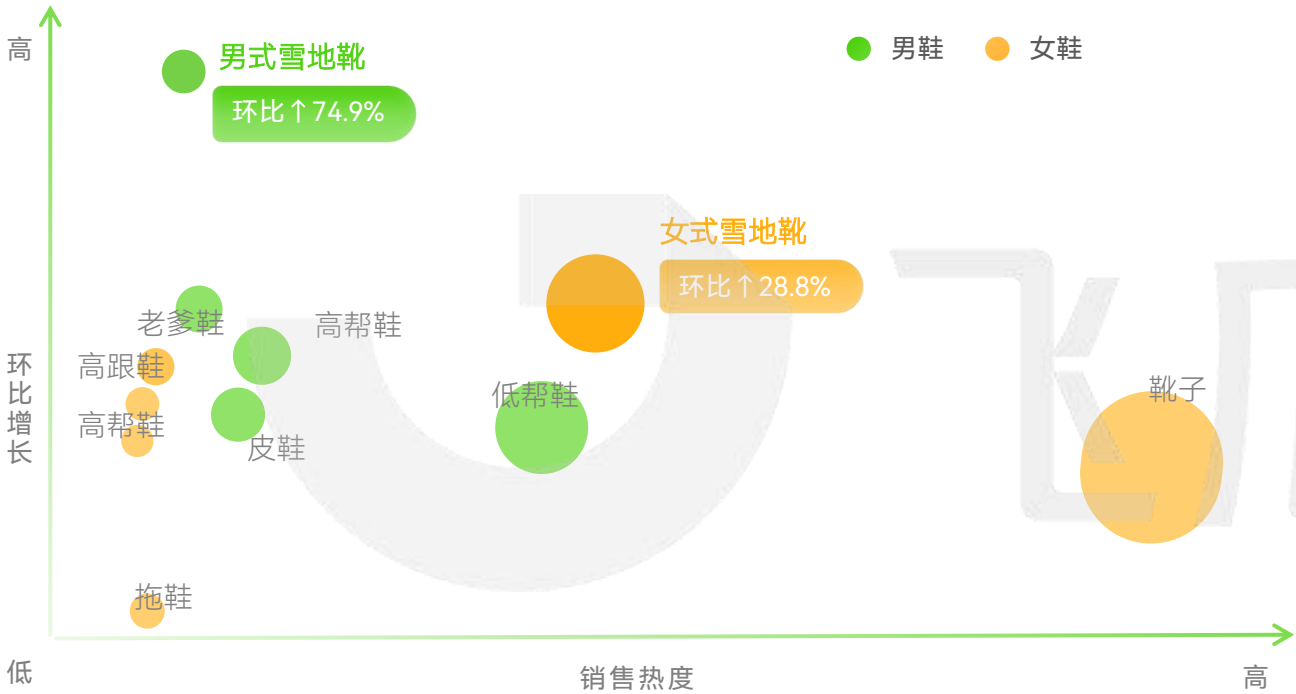 高
男式雪地靴
环比↑74.9%
男鞋
女鞋
女式雪地靴
环比↑28.8%
老爹鞋
高帮鞋
高跟鞋
低帮鞋
靴子
高帮鞋
皮鞋
环比增长
拖鞋
低
销售热度
高